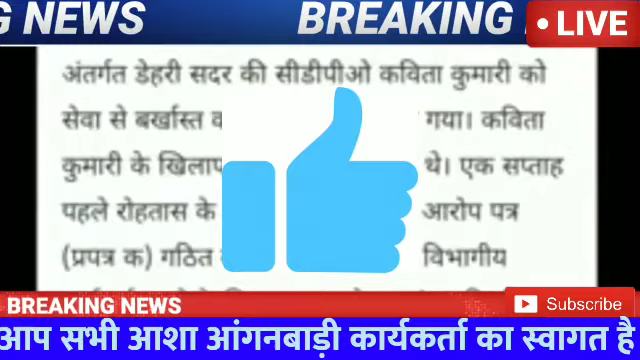 G NEWS BREAKING
• LIVE
अंतर्गत डेहरी सदर की सीडीपीओ कविता कुमारी को
सेवा से बर्खास्त गया। कविता
कुमारी के थे। एक सप्ताह
पहले रोहतास के आरोप पत्र
(प्रपत्र क) गठित विभागीय
BREAKING NEWS
Subscribe
आप सभी आशा आंगनबाड़ी कार्यकर्ता का स्वागत है